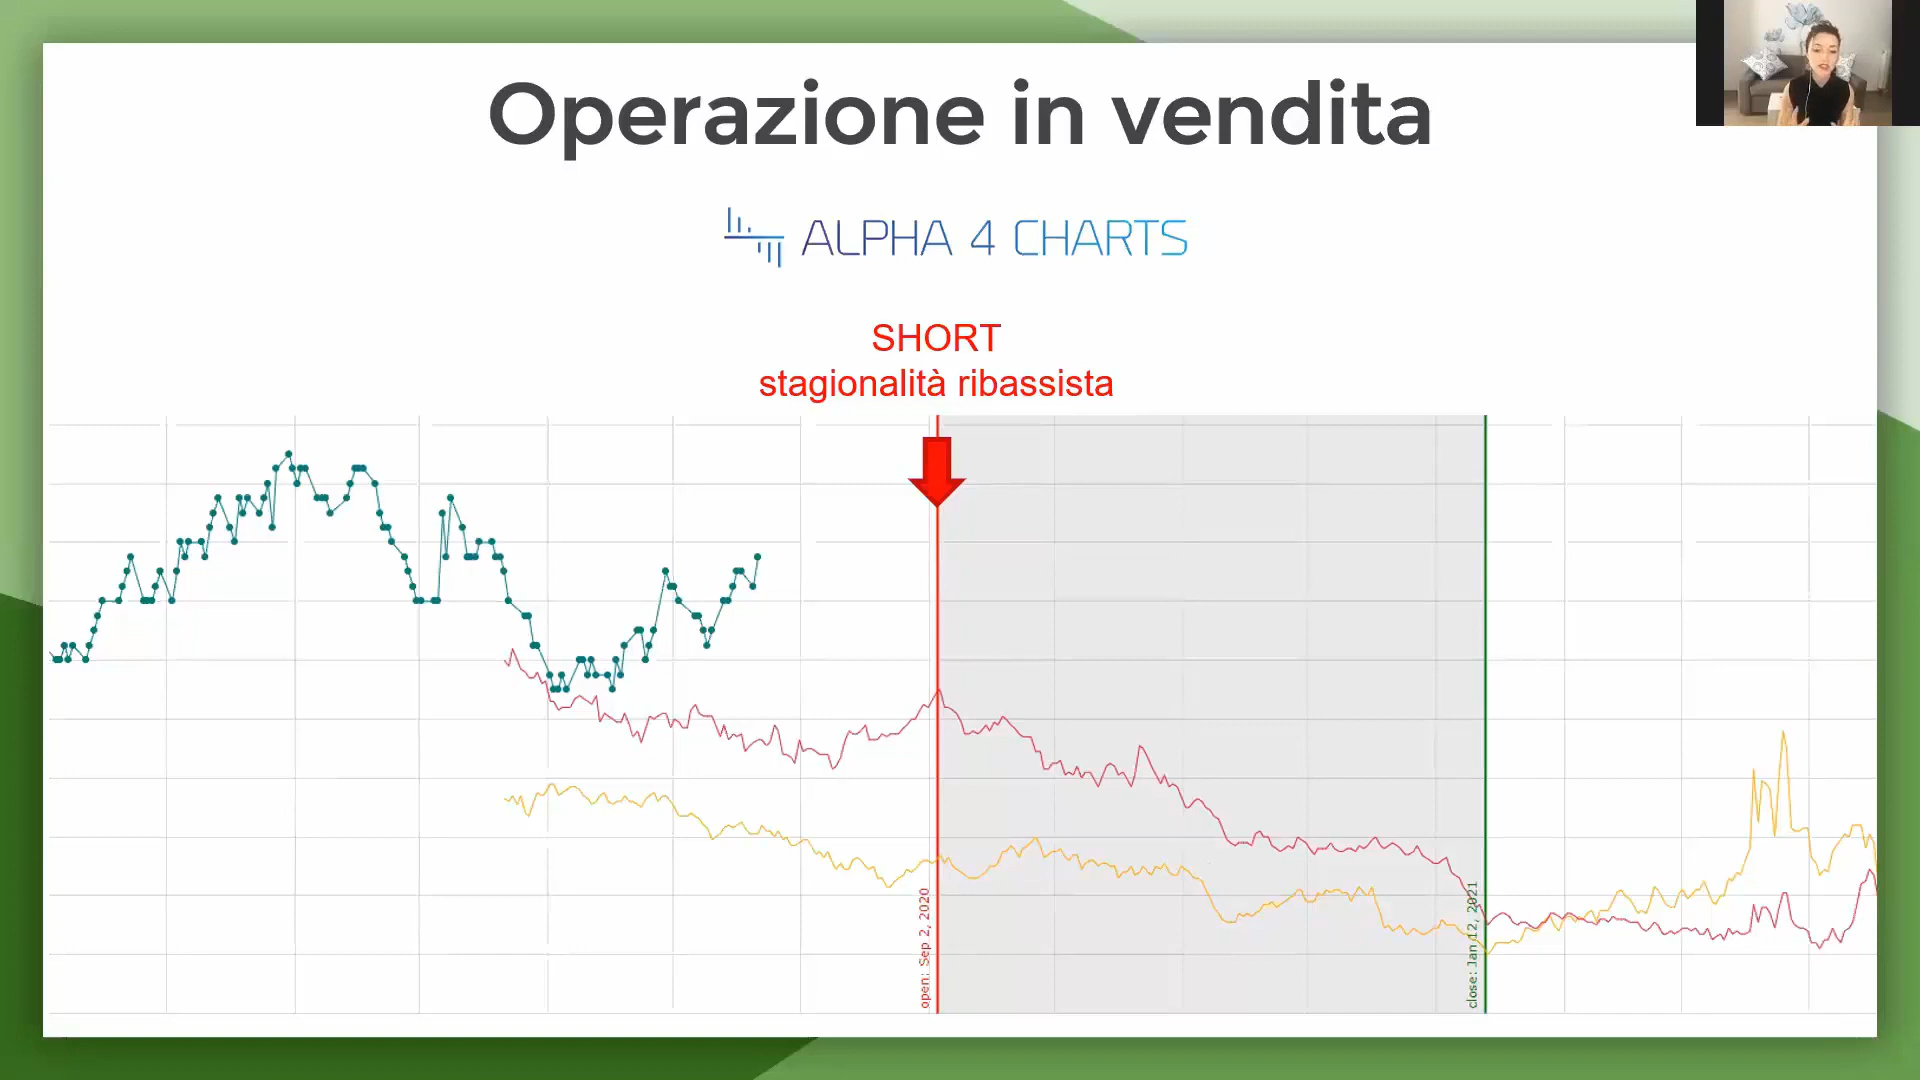 Operazione in vendita
ALPHA 4 CHARTS
SHORT
stagionalità ribassista
open: Sep 2, 2020
close: Jan 12, 2021